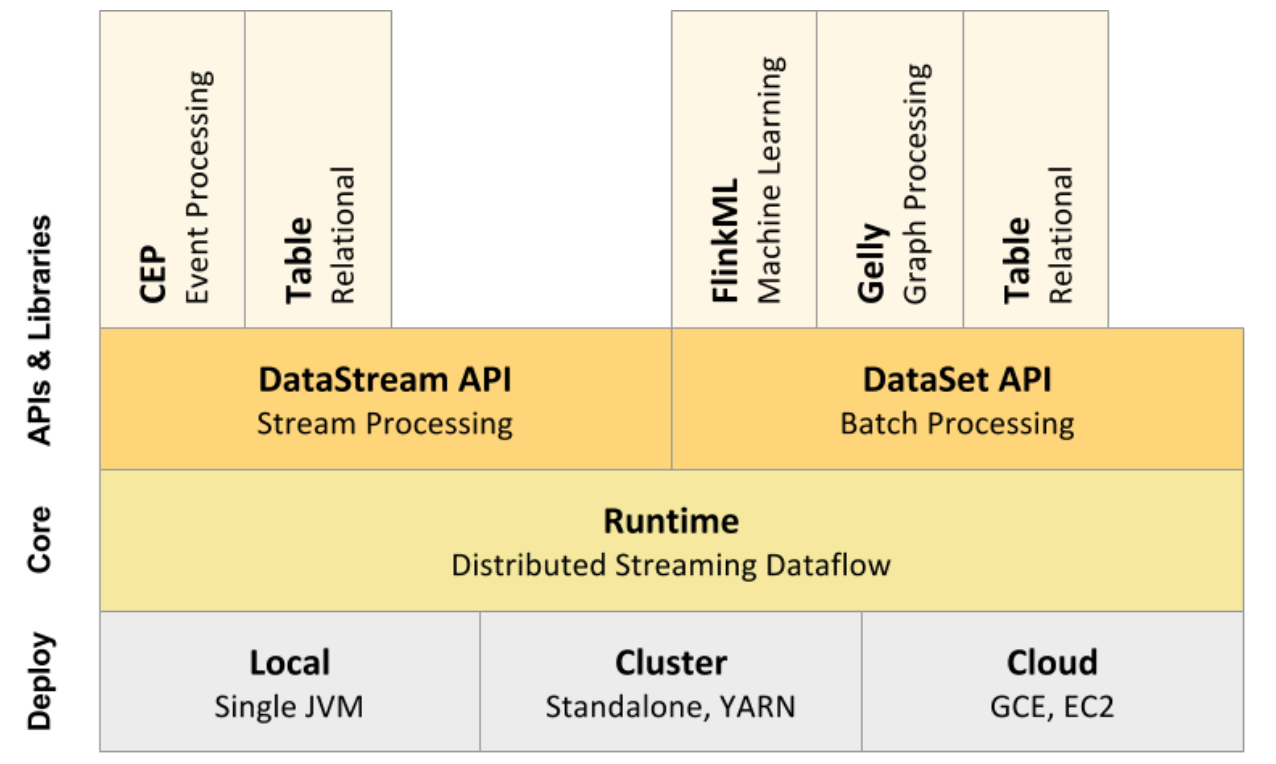 APIs & Libraries
CEP
Event Processing
Table
Relational
FlinkML
Machine Learning
Gelly
Graph Processing
Table
Relational
DataStream API
Stream Processing
DataSet API
Batch Processing
Core
Runtime
Distributed Streaming Dataflow
Deploy
Local
Single JVM
Cluster
Standalone, YARN
Cloud
GCE, EC2